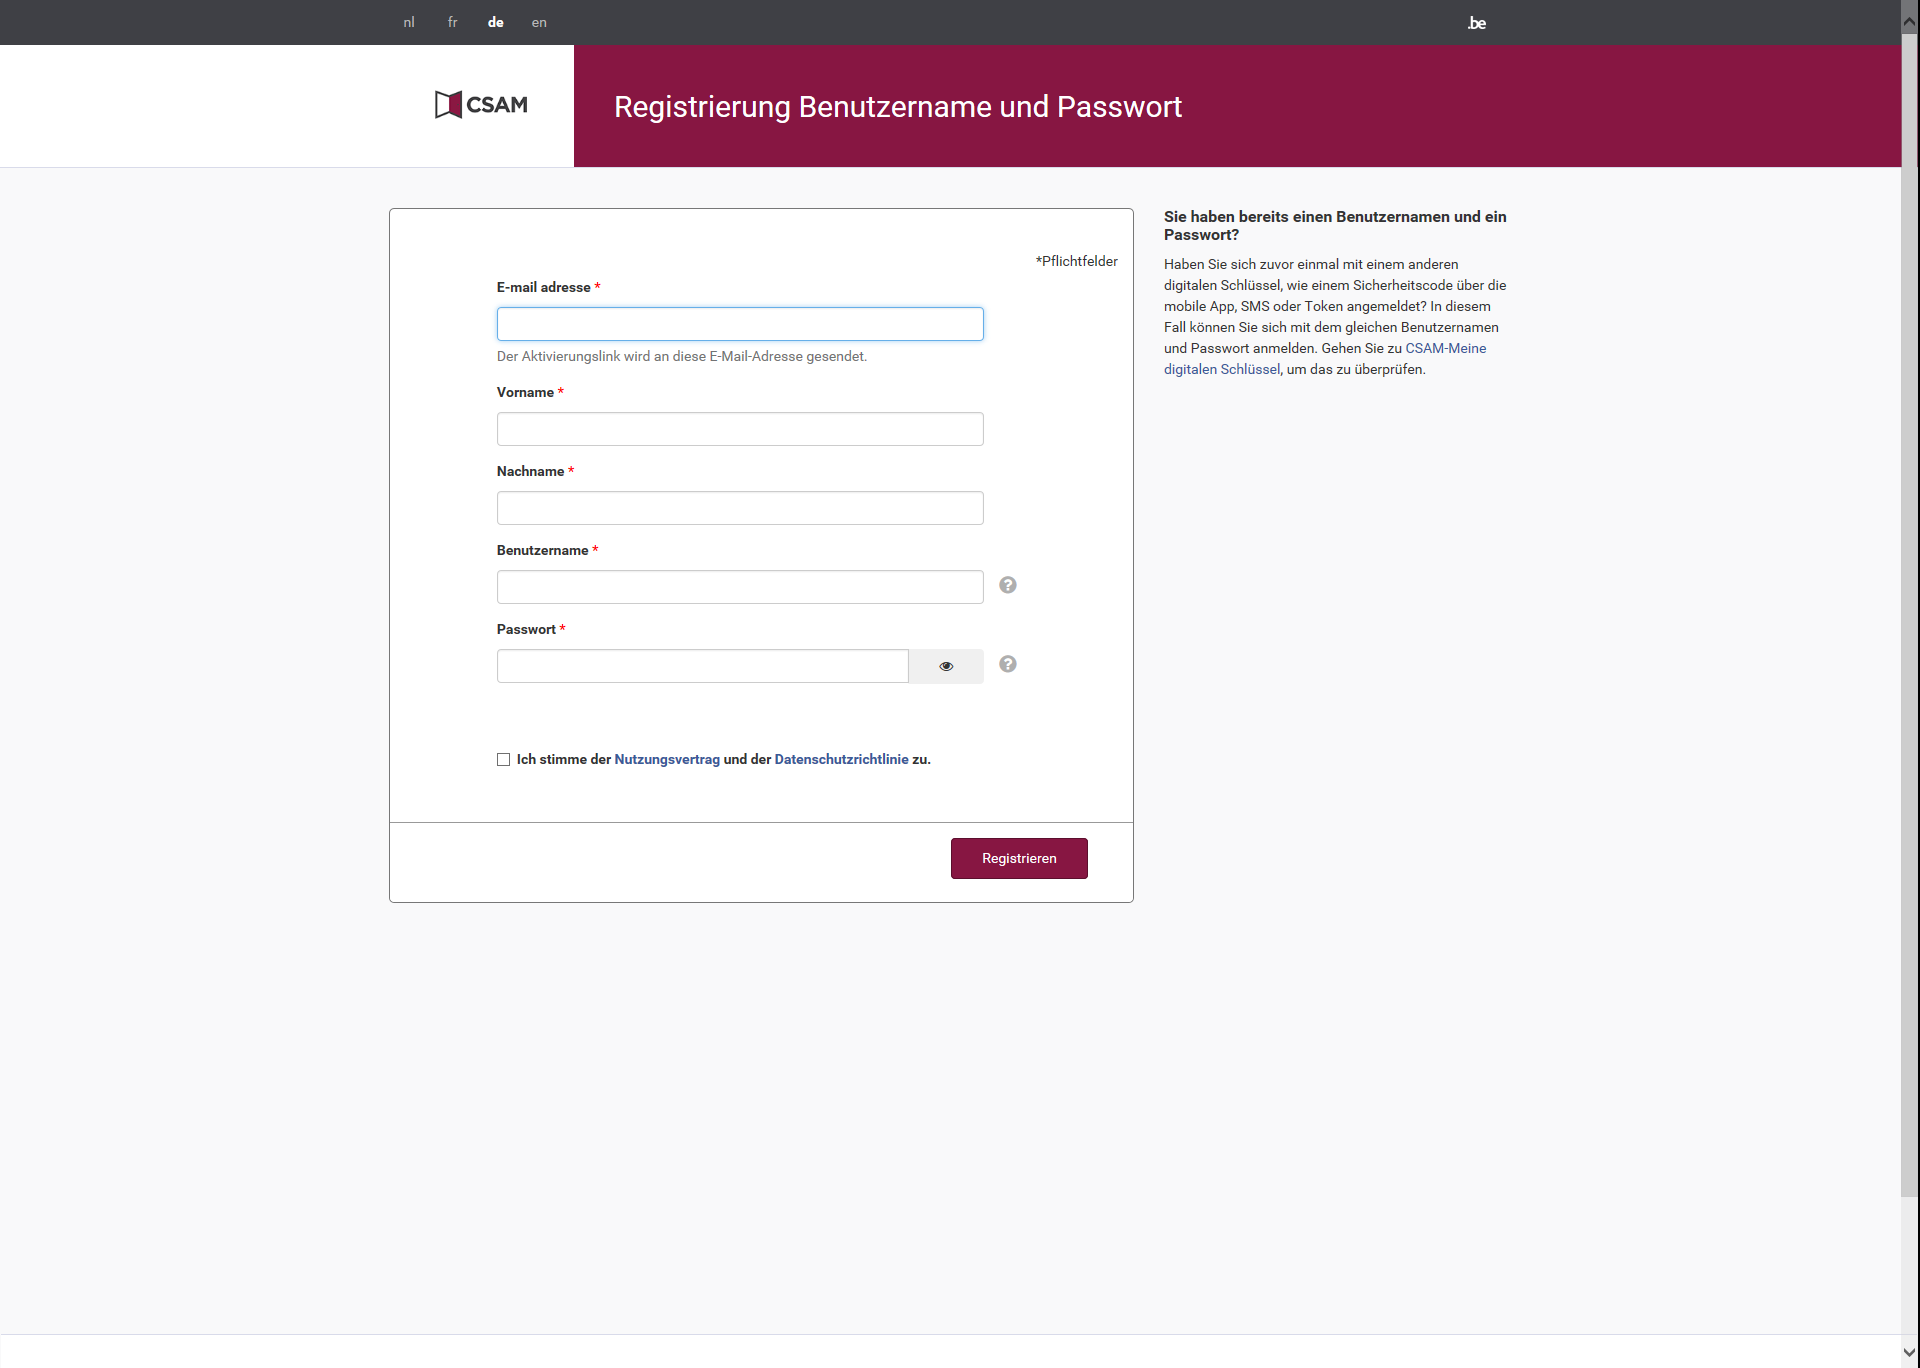 nl fr de en .be
CSAM
Registrierung Benutzername und Passwort
*Pflichtfelder
E-mail adresse *
Der Aktivierungslink wird an diese E-Mail-Adresse gesendet.
Vorname *
Nachname *
Benutzername *
?
Passwort *
?
Ich stimme der Nutzungsvertrag und der Datenschutzrichtlinie zu.
Registrieren
Sie haben bereits einen Benutzernamen und ein
Passwort?
Haben Sie sich zuvor einmal mit einem anderen
digitalen Schlüssel, wie einem Sicherheitscode über die
mobile App, SMS oder Token angemeldet? In diesem
Fall können Sie sich mit dem gleichen Benutzernamen
und Passwort anmelden. Gehen Sie zu CSAM-Meine
digitalen Schlüssel, um das zu überprüfen.